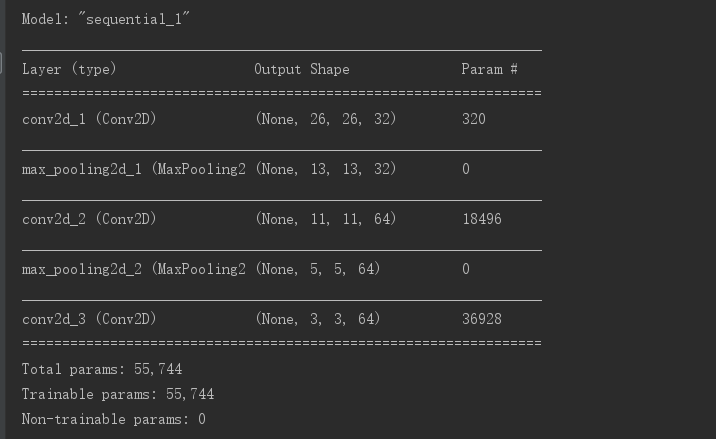 Model: "sequential_1"
_________________________________________________________________
Layer (type)                 Output Shape              Param #
=================================================================
conv2d_1 (Conv2D)            (None, 26, 26, 32)        320
_________________________________________________________________
max_pooling2d_1 (MaxPooling2 (None, 13, 13, 32)        0
_________________________________________________________________
conv2d_2 (Conv2D)            (None, 11, 11, 64)        18496
_________________________________________________________________
max_pooling2d_2 (MaxPooling2 (None, 5, 5, 64)          0
_________________________________________________________________
conv2d_3 (Conv2D)            (None, 3, 3, 64)          36928
=================================================================
Total params: 55,744
Trainable params: 55,744
Non-trainable params: 0